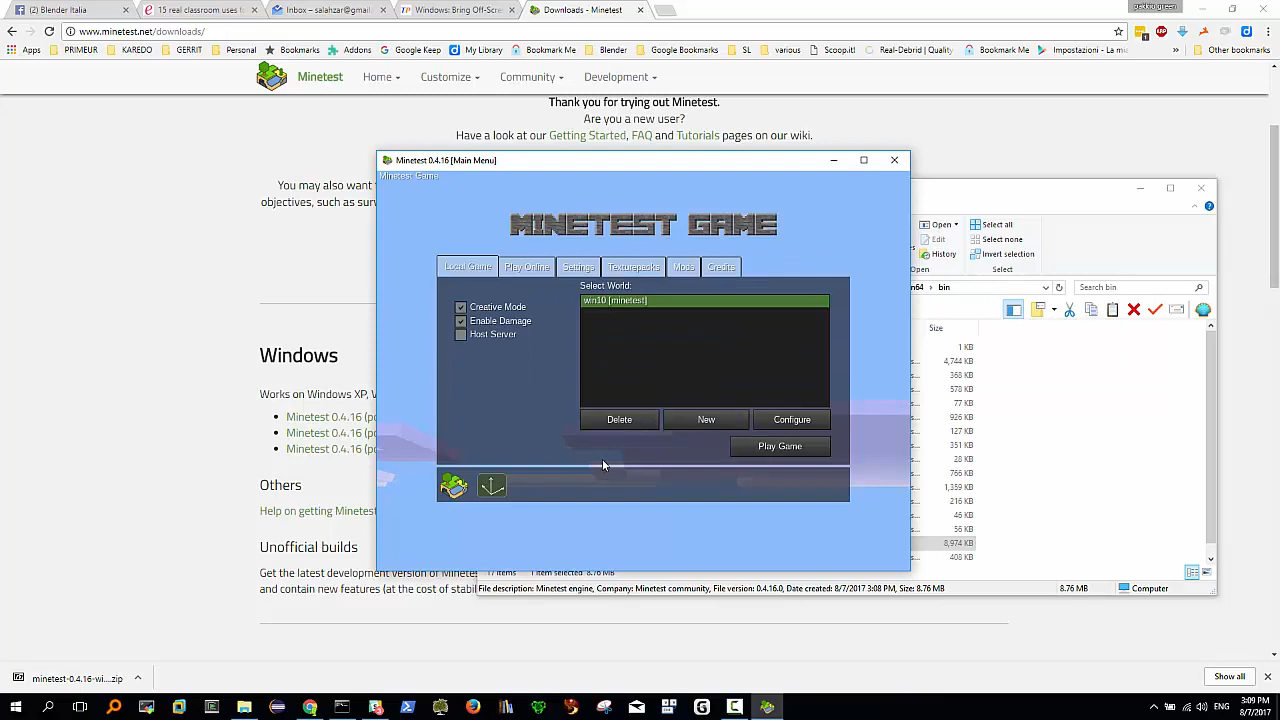 (2) Blender Italia
15 real classroom uses f
Inbox – salahzar@gmail
Windows: Bring Off-Scre
Downloads - Minetest
pekkid green
www.minetest.net/downloads/
Apps
PRIMEUR
KAREDO
GERRIT
Personal
Bookmarks
Addons
Google Keep
My Library
Bookmark Me
Blender
Google Bookmarks
SL
various
Scoop.it!
Real-Debrid | Quality
Bookmark Me
Impostazioni - La mu
Other bookmarks
Minetest
Home
Customize
Community
Development
Thank you for trying out Minetest.
Are you a new user?
Have a look at our Getting Started, FAQ and Tutorials pages on our wiki.
You may also want
objectives, such as surv
Windows
Works on Windows XP, V
Minetest 0.4.16 (po
Minetest 0.4.16 (po
Minetest 0.4.16 (po
Others
Help on getting Minetest
Unofficial builds
Get the latest development version of Minete
and contain new features (at the cost of stabil
Minetest 0.4.16 [Main Menu]
Minetest Game
MINETEST GAME
Local Game
Play Online
Settings
Texturepacks
Mods
Credits
Select World:
win10 [minetest]
Creative Mode
Enable Damage
Host Server
Delete
New
Configure
Play Game
Open
Edit
History
Open
Select all
Select none
Invert selection
Select
n64
bin
Search bin
Size
1 KB
4,744 KB
368 KB
578 KB
77 KB
926 KB
127 KB
351 KB
28 KB
766 KB
1,359 KB
216 KB
46 KB
56 KB
8,974 KB
408 KB
17 items
1 item selected 8.76 MB
File description: Minetest engine, Company: Minetest community, File version: 0.4.16.0, Date created: 8/7/2017 3:08 PM, Size: 8.76 MB
8.76 MB
Computer
minetest-0.4.16-wi....zip
Show all
ENG
3:09 PM
8/7/2017